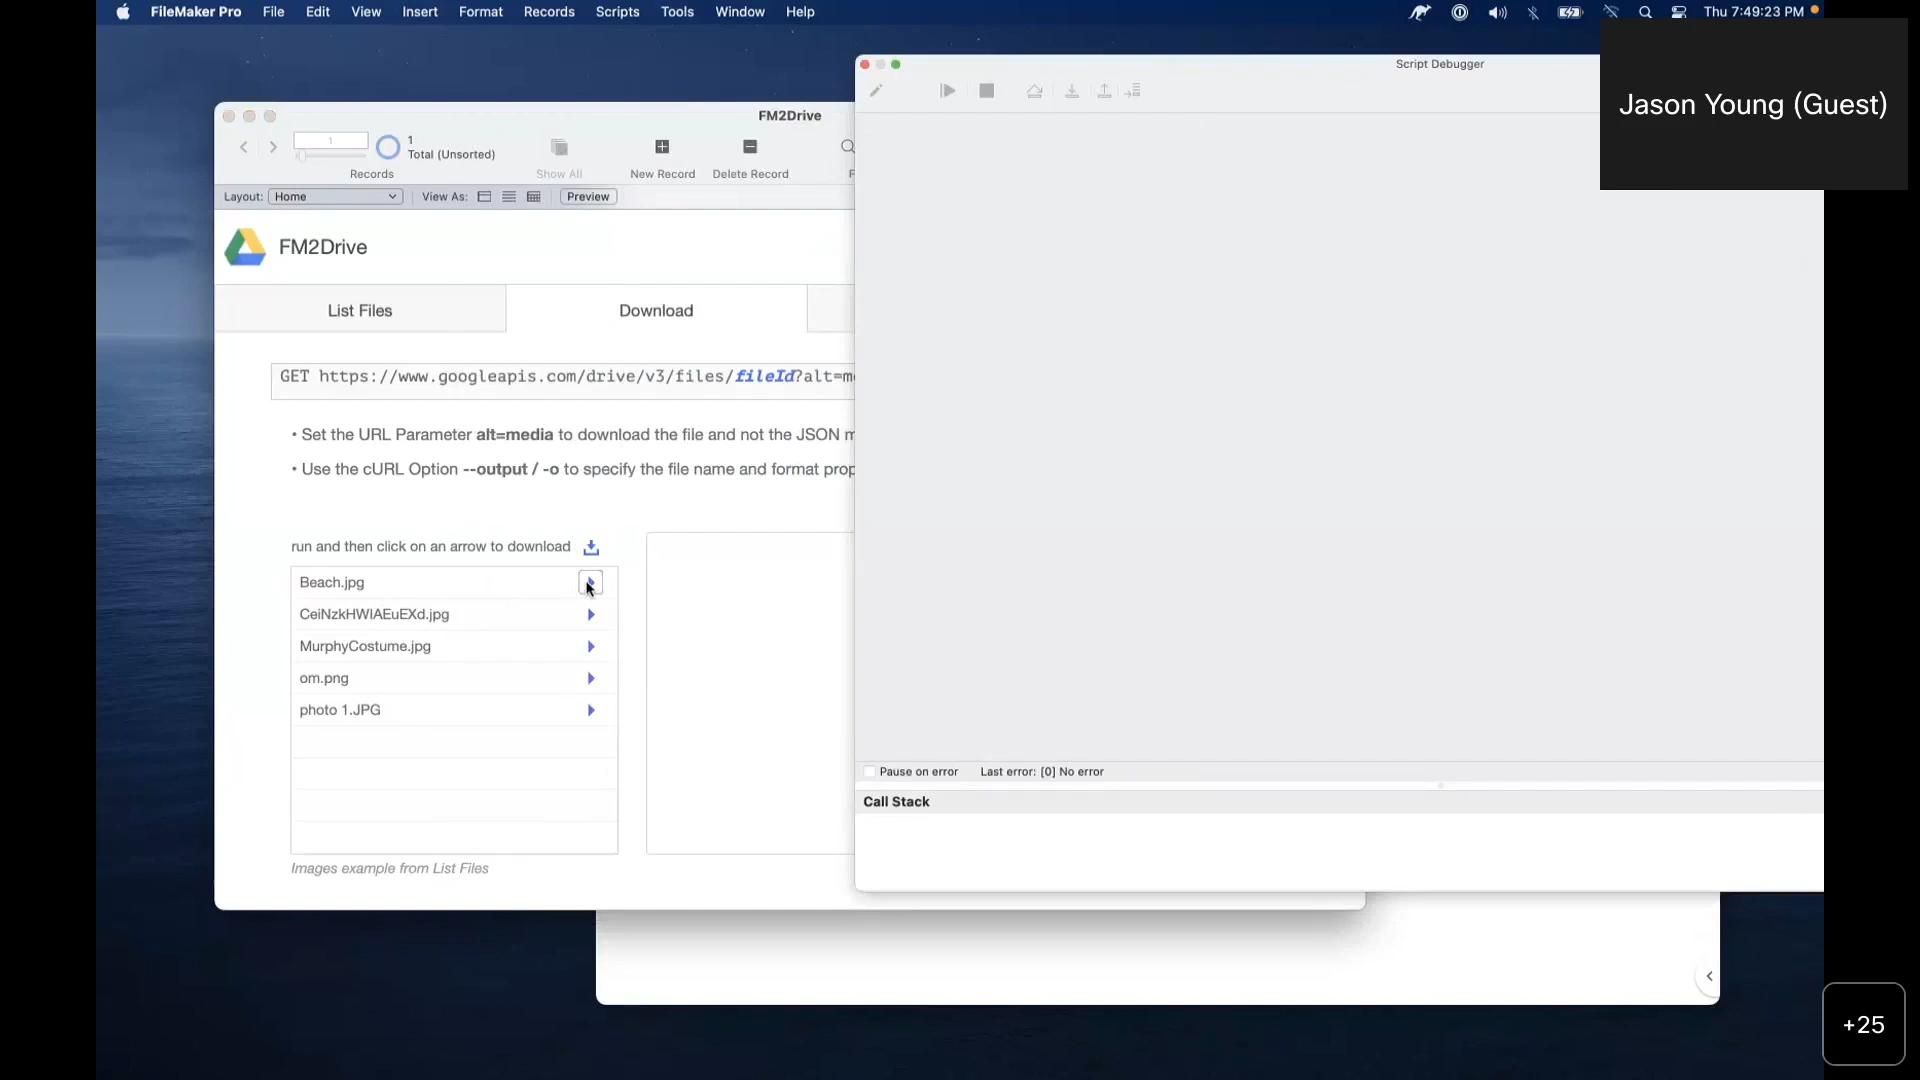 FileMaker Pro File Edit View Insert Format Records Scripts Tools Window Help
Thu 7:49:23 PM
Script Debugger
Jason Young (Guest)
FM2Drive
1
1
Total (Unsorted)
Records
Show All
New Record
Delete Record
Layout: Home
View As:
Preview
FM2Drive
List Files
Download
GET https://www.googleapis.com/drive/v3/files/fileId?alt=m
• Set the URL Parameter alt=media to download the file and not the JSON m
• Use the cURL Option --output / -o to specify the file name and format prop
run and then click on an arrow to download
Beach.jpg
CeiNzkHWIAEuEXd.jpg
MurphyCostume.jpg
om.png
photo 1.JPG
Images example from List Files
Pause on error
Last error: [0] No error
Call Stack
+25